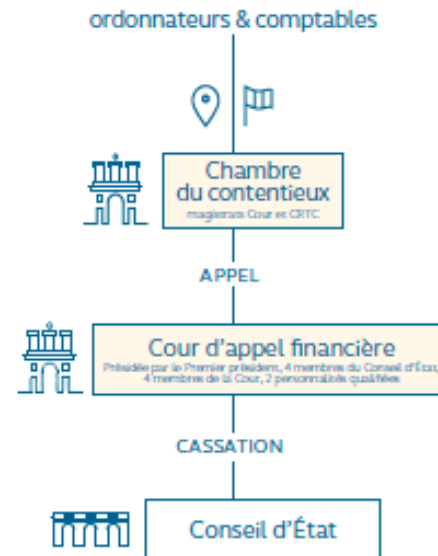 ordonnateurs & comptables
Chambre
du contentieux
magistrats Cour et CRTC
APPEL
Cour d'appel financière
Présidée par le Premier président, 4 membres du Conseil d'État,
4 membres de la Cour, 2 personnalités qualifiées
CASSATION
Conseil d'État